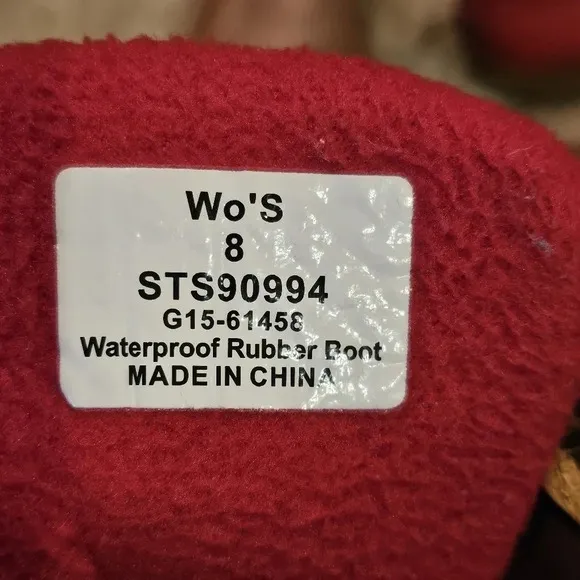 Wo'S
8
STS90994
G15-61458
Waterproof Rubber Boot
MADE IN CHINA